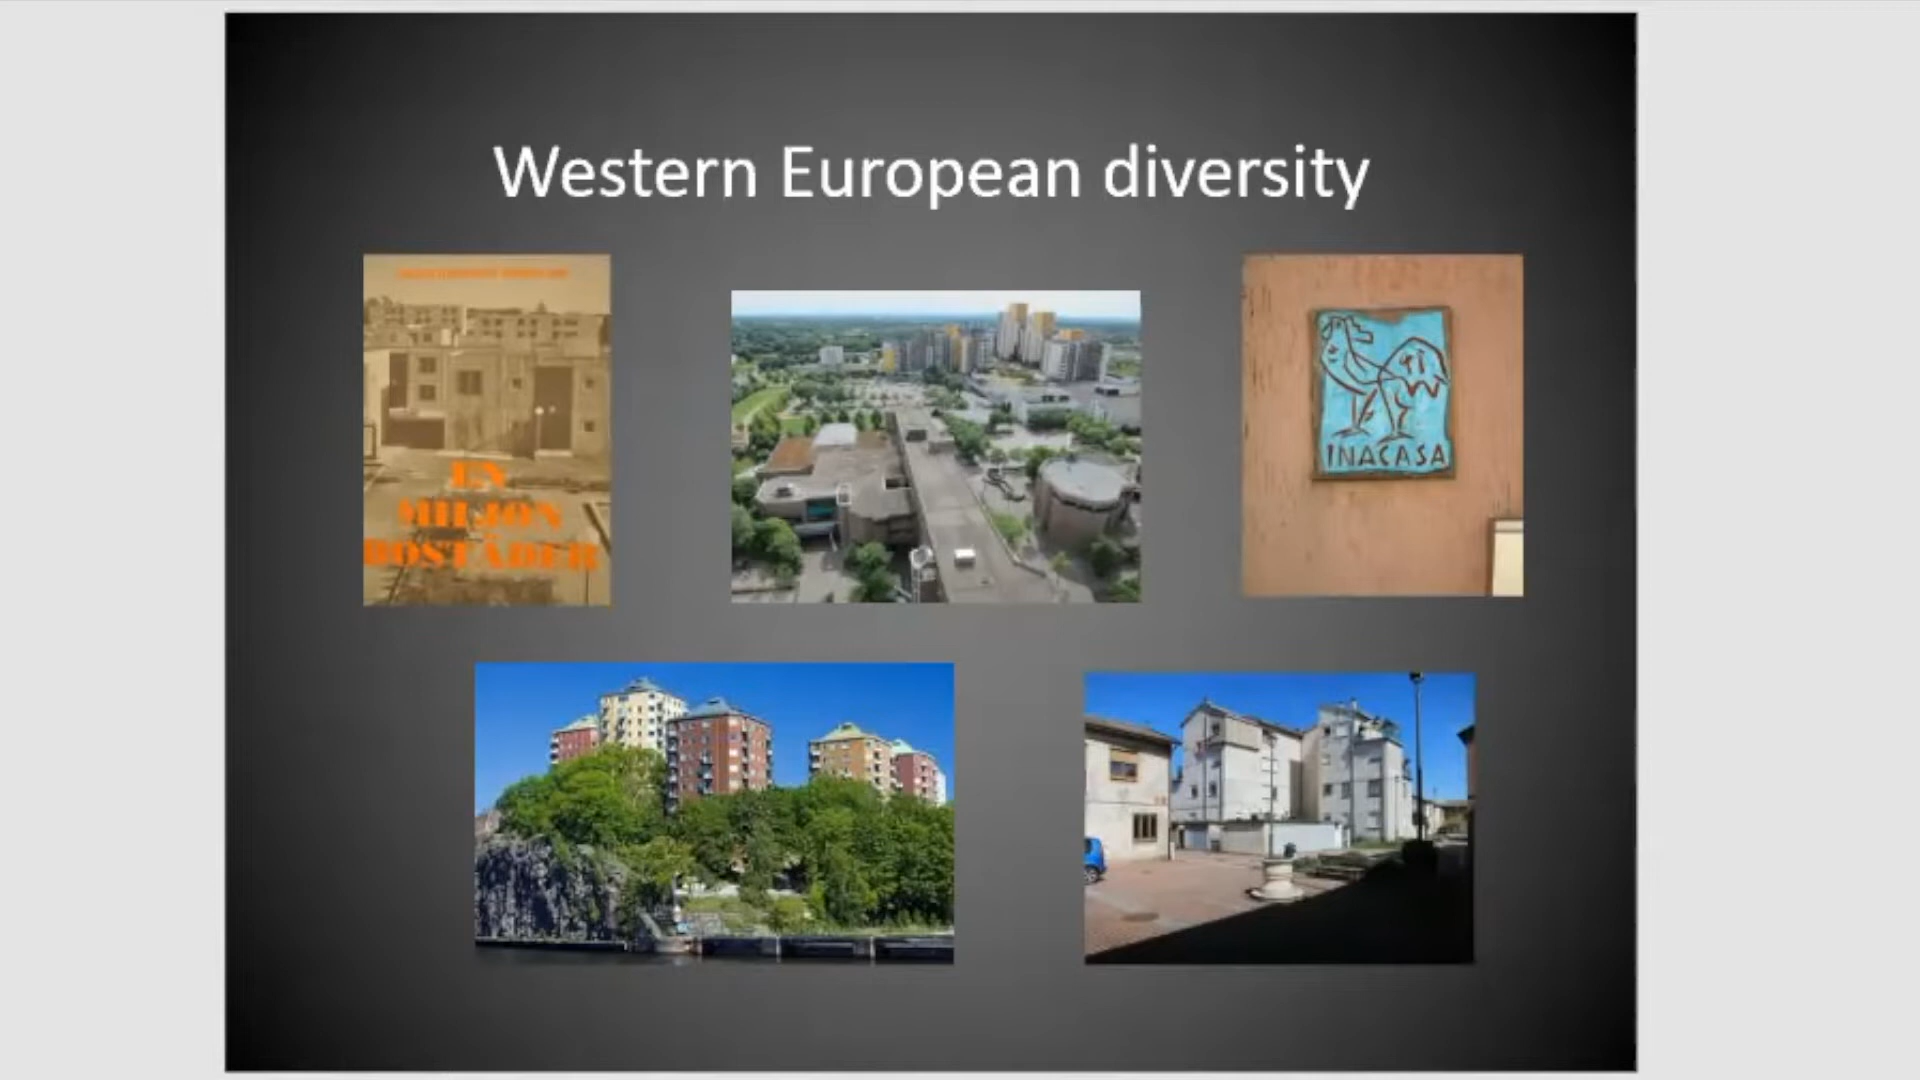 Western European diversity
EN
MILJON
BOSTÄDER
INACASA